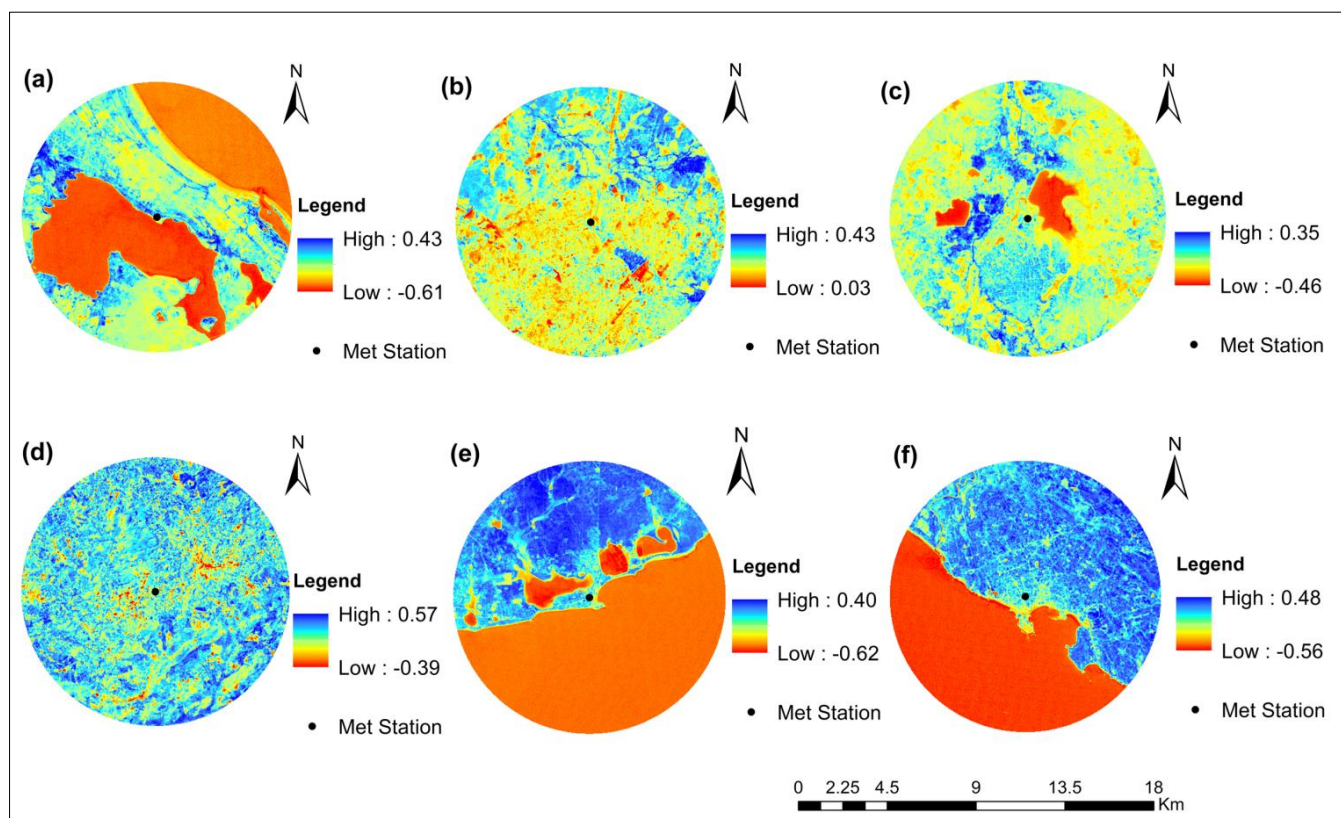 (a)
N
Legend
High : 0.43
Low : -0.61
Met Station
(b)
N
Legend
High : 0.43
Low : 0.03
Met Station
(c)
N
Legend
High : 0.35
Low : -0.46
Met Station
(d)
N
Legend
High : 0.57
Low : -0.39
Met Station
(e)
N
Legend
High : 0.40
Low : -0.62
Met Station
(f)
N
Legend
High : 0.48
Low : -0.56
Met Station
0 2.25 4.5 9 13.5 18
Km